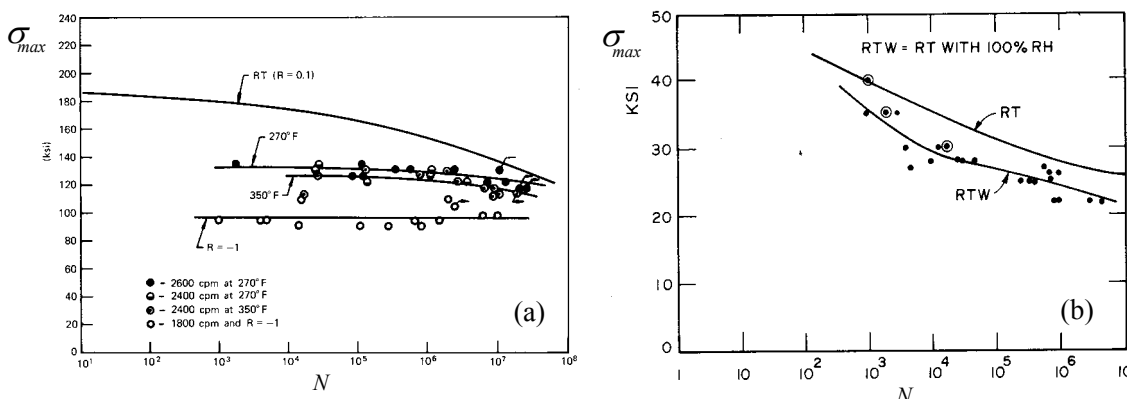 σmax
240
220
200
180
160
140
130
(ksi)
120
100
80
60
40
20
0
RT (R = 0.1)
270°F
350°F
R = −1
- 2600 cpm at 270°F
- 2400 cpm at 270°F
- 2400 cpm at 350°F
- 1800 cpm and R = −1
(a)
10¹ 10² 10³ 10⁴ 10⁵ 10⁶ 10⁷ 10⁸
N
σmax
KSI
50
40
30
20
10
0
RTW = RT WITH 100% RH
RT
RTW
(b)
1 10 10² 10³ 10⁴ 10⁵ 10⁶ 10
N